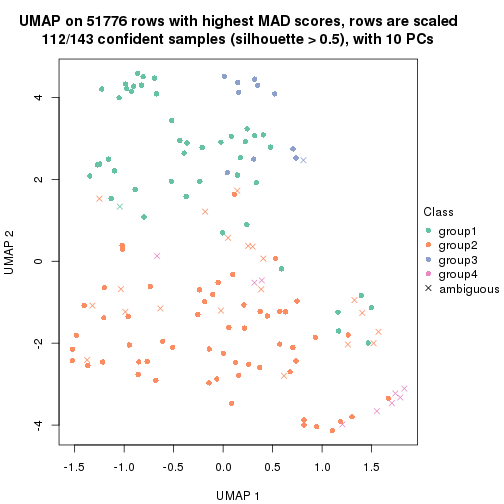 UMAP on 51776 rows with highest MAD scores, rows are scaled
112/143 confident samples (silhouette > 0.5), with 10 PCs
4
2
0
-2
-4
UMAP 2
-1.5 -1.0 -0.5 0.0 0.5 1.0 1.5
UMAP 1
Class
group1
group2
group3
group4
ambiguous